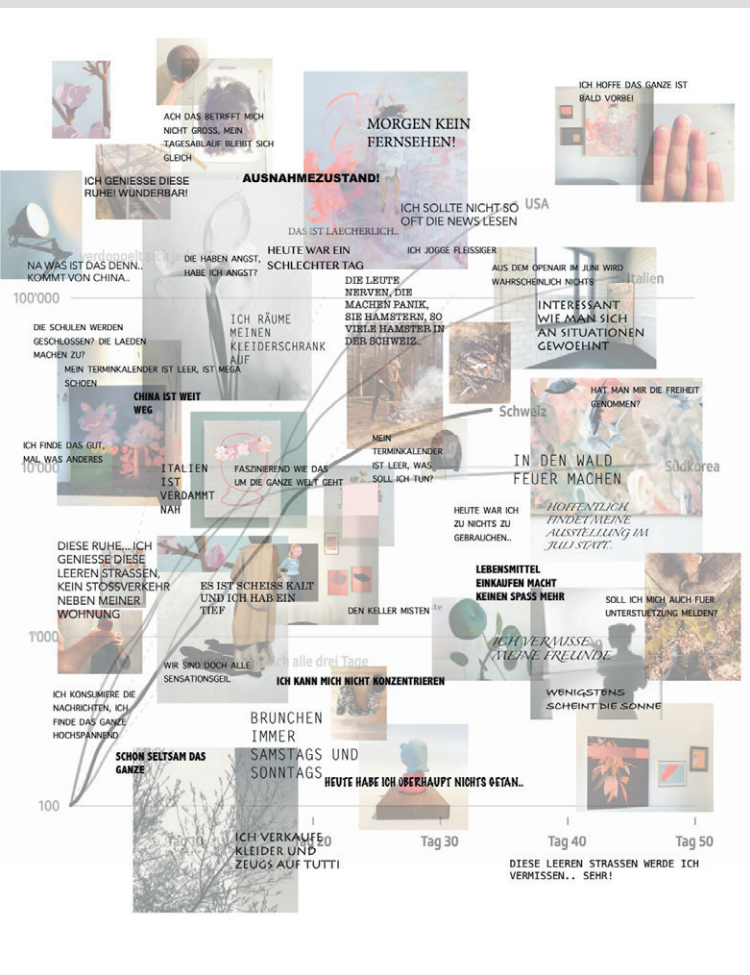 ICH HOFFE DAS GANZE IST
BALD VORBEI
ACH DAS BETRIFFT MICH
NICHT GROSS, MEIN
TAGESABLAUF BLEIBT SICH
GLEICH
MORGEN KEIN
FERNSEHEN!
ICH GENIESSE DIESE
RUHE! WUNDERBAR!
AUSNAHMEZUSTAND!
ICH SOLLTE NICHT SO
OFT DIE NEWS LESEN
USA
DAS IST LAECHERLICH..
verdoppelt
NA WAS IST DAS DENN..
KOMMT VON CHINA..
DIE HABEN ANGST,
HABE ICH ANGST?
HEUTE WAR EIN
SCHLECHTER TAG
ICH JOGGE FLEISSIGER
AUS DEM OPENAIR IM JUNI WIRD
WAHRSCHEINLICH NICHTS
Italien
100'000
DIE LEUTE
NERVEN, DIE
MACHEN PANIK,
SIE HAMSTERN, SO
VIELE HAMSTER IN
DER SCHWEIZ..
INTERESSANT
WIE MAN SICH
AN SITUATIONEN
GEWOEHNT
DIE SCHULEN WERDEN
GESCHLOSSEN? DIE LAEDEN
MACHEN ZU?
ICH RÄUME
MEINEN
KLEIDERSCHRANK
AUF
MEIN TERMINKALENDER IST LEER, IST MEGA
SCHOEN
CHINA IST WEIT
WEG
HAT MAN MIR DIE FREIHEIT
GENOMMEN?
Schweiz
ICH FINDE DAS GUT,
MAL WAS ANDERES
10'000
ITALIEN
IST
VERDAMMT
NAH
FASZINIEREND WIE DAS
UM DIE GANZE WELT GEHT
MEIN
TERMINKALENDER
IST LEER, WAS
SOLL ICH TUN?
IN DEN WALD
FEUER MACHEN
Südkorea
HEUTE WAR ICH
ZU NICHTS ZU
GEBRAUCHEN..
HOFFENTLICH
FINDET MEINE
AUSSTELLUNG IM
JULI STATT.
DIESE RUHE... ICH
GENIESSE DIESE
LEEREN STRASSEN,
KEIN STOSSVERKEHR
NEBEN MEINER
WOHNUNG
ES IST SCHEISS KALT
UND ICH HAB EIN
TIEF
LEBENSMITTEL
EINKAUFEN MACHT
KEINEN SPASS MEHR
DEN KELLER MISTEN
SOLL ICH MICH AUCH FUER
UNTERSTUETZUNG MELDEN?
1'000
ICH VERMISSE
MEINE FREUNDE
WIR SIND DOCH ALLE
SENSATIONSGEIL
alle drei Tage
ICH KANN MICH NICHT KONZENTRIEREN
ICH KONSUMIERE DIE
NACHRICHTEN, ICH
FINDE DAS GANZE
HOCHSPANNEND
WENIGSTENS
SCHEINT DIE SONNE
BRUNCHEN
IMMER
SAMSTAGS UND
SONNTAGS
SCHON SELTSAM DAS
GANZE
HEUTE HABE ICH ÜBERHAUPT NICHTS GETAN..
100
Tag 10
Tag 20
Tag 30
Tag 40
Tag 50
ICH VERKAUFE
KLEIDER UND
ZEUGS AUF TUTTI
DIESE LEEREN STRASSEN WERDE ICH
VERMISSEN.. SEHR!